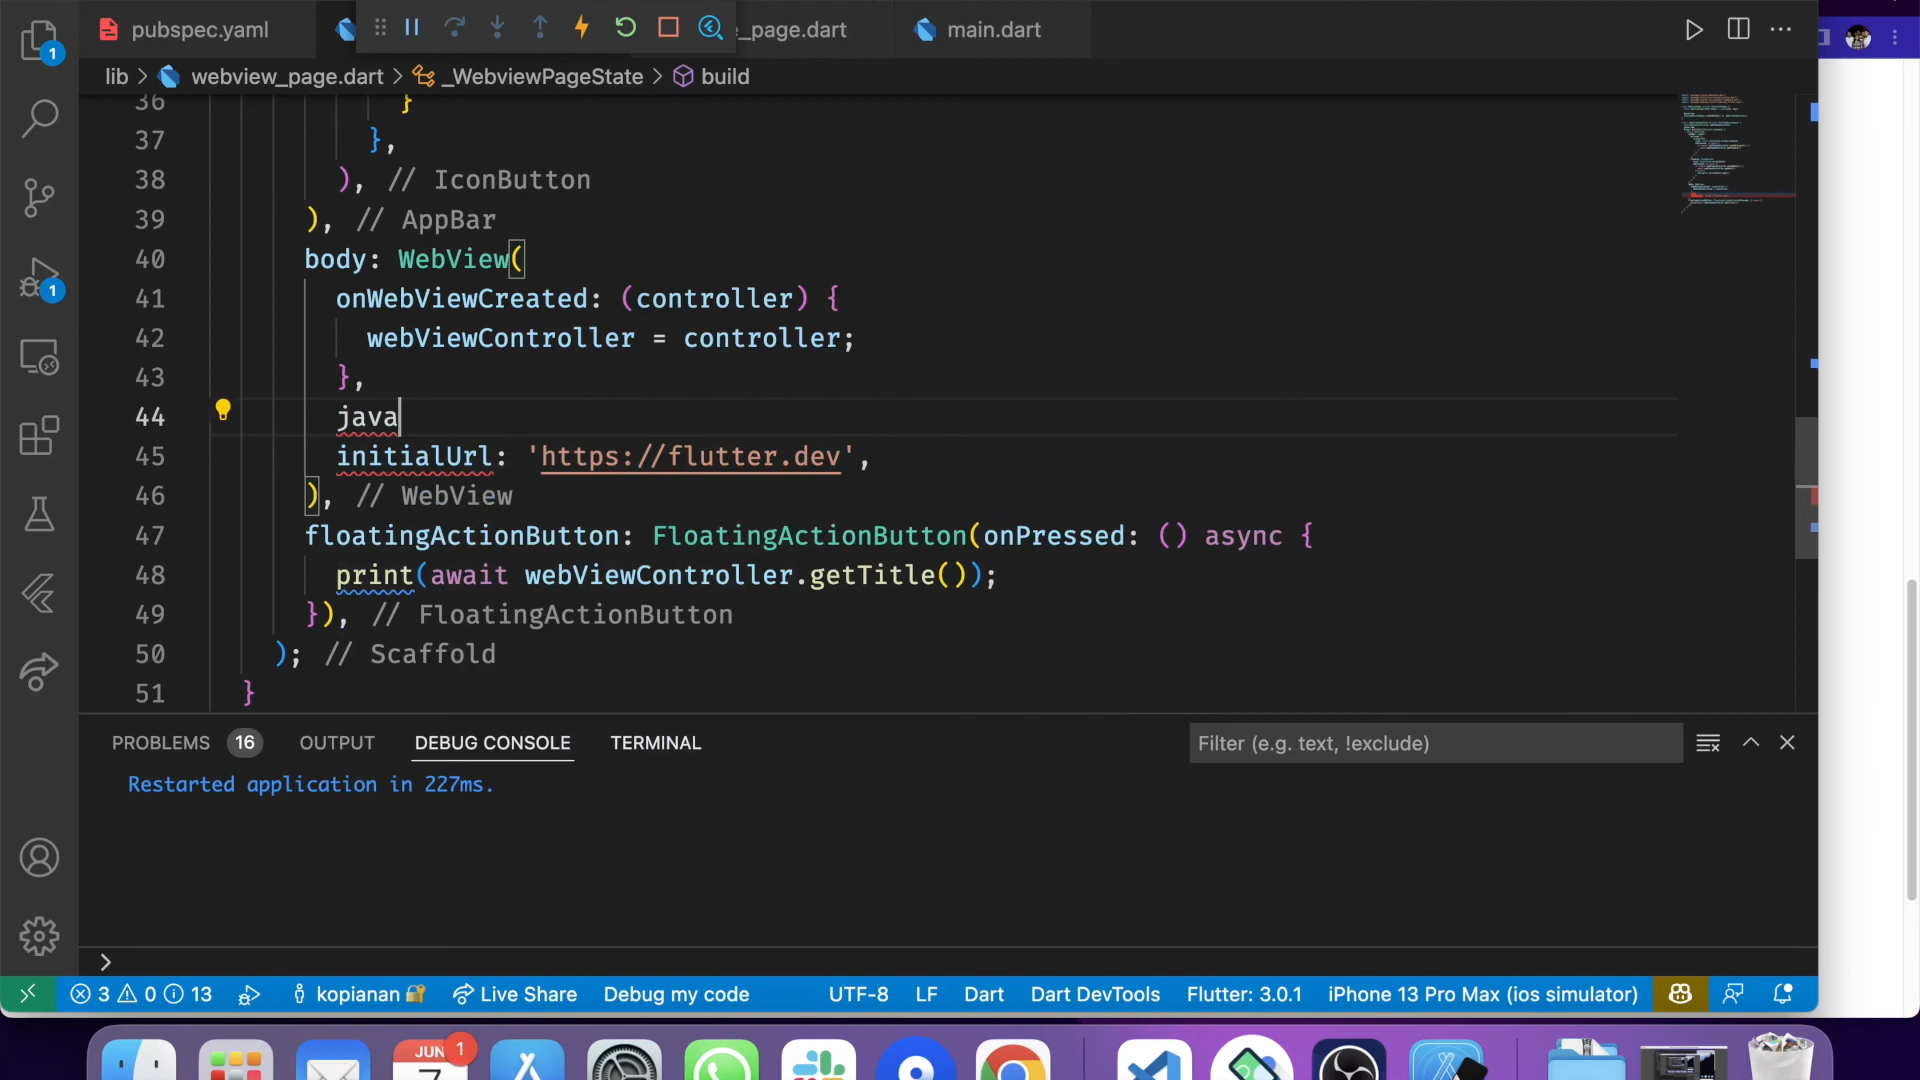 pubspec.yaml
_page.dart
main.dart
lib > webview_page.dart > _WebviewPageState > build
36 }
37 },
38 ), // IconButton
39 ), // AppBar
40 body: WebView(
41 onWebViewCreated: (controller) {
42 webViewController = controller;
43 },
44 java
45 initialUrl: 'https://flutter.dev',
46 ), // WebView
47 floatingActionButton: FloatingActionButton(onPressed: () async {
48 print(await webViewController.getTitle());
49 }), // FloatingActionButton
50 ); // Scaffold
51 }
PROBLEMS 16 OUTPUT DEBUG CONSOLE TERMINAL Filter (e.g. text, !exclude)
Restarted application in 227ms.
>
3 0 13 kopianan Live Share Debug my code UTF-8 LF Dart Dart DevTools Flutter: 3.0.1 iPhone 13 Pro Max (ios simulator)
1
1
JUN 1
7